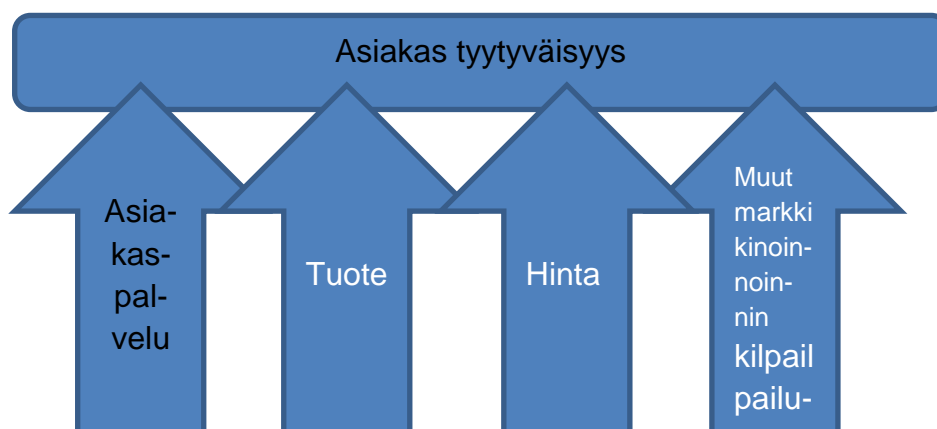 Asiakas tyytyväisyys
Asia-
kas-
pal-
velu
Tuote
Hinta
Muut
markki
kinoin-
noin-
nin
kilpail
pailu-